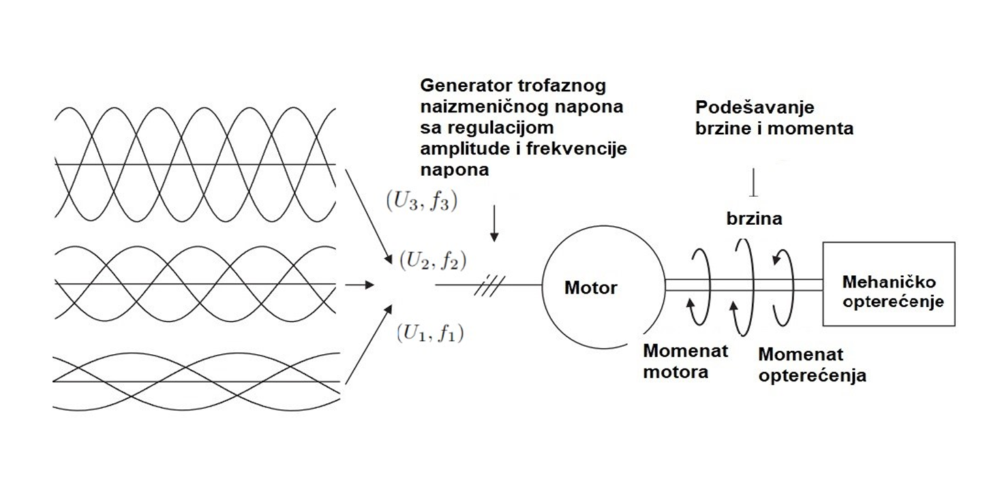 Generator trofaznog
naizmeničnog napona
sa regulacijom
amplitude i frekvencije
napona
Podešavanje
brzine i momenta
(U3, f3)
brzina
(U2, f2)
Motor
Mehaničko
opterećenje
(U1, f1)
Momenat
motora
Momenat
opterećenja